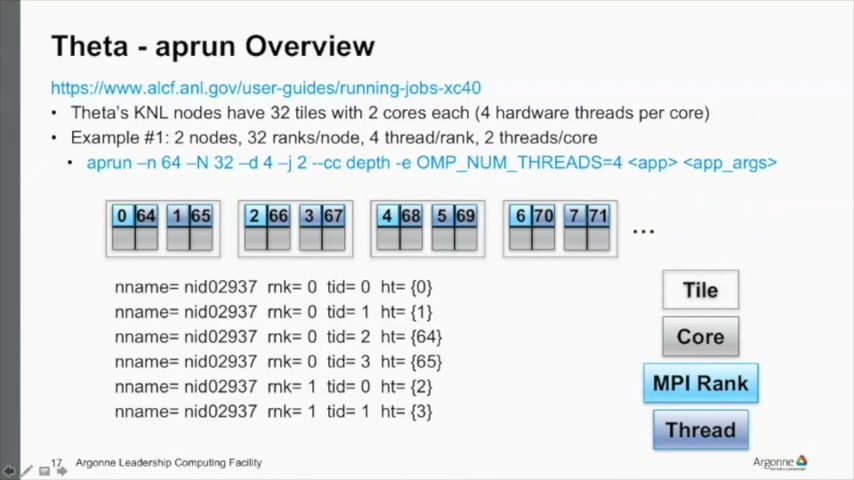 Theta - aprun Overview
https://www.alcf.anl.gov/user-guides/running-jobs-xc40
• Theta's KNL nodes have 32 tiles with 2 cores each (4 hardware threads per core)
• Example #1: 2 nodes, 32 ranks/node, 4 thread/rank, 2 threads/core
• aprun –n 64 –N 32 –d 4 –j 2 --cc depth -e OMP_NUM_THREADS=4 <app> <app_args>
0 64 1 65 2 66 3 67 4 68 5 69 6 70 7 71 ...
nname= nid02937 rnk= 0 tid= 0 ht= {0}
nname= nid02937 rnk= 0 tid= 1 ht= {1}
nname= nid02937 rnk= 0 tid= 2 ht= {64}
nname= nid02937 rnk= 0 tid= 3 ht= {65}
nname= nid02937 rnk= 1 tid= 0 ht= {2}
nname= nid02937 rnk= 1 tid= 1 ht= {3}
Tile
Core
MPI Rank
Thread
17 Argonne Leadership Computing Facility
Argonne